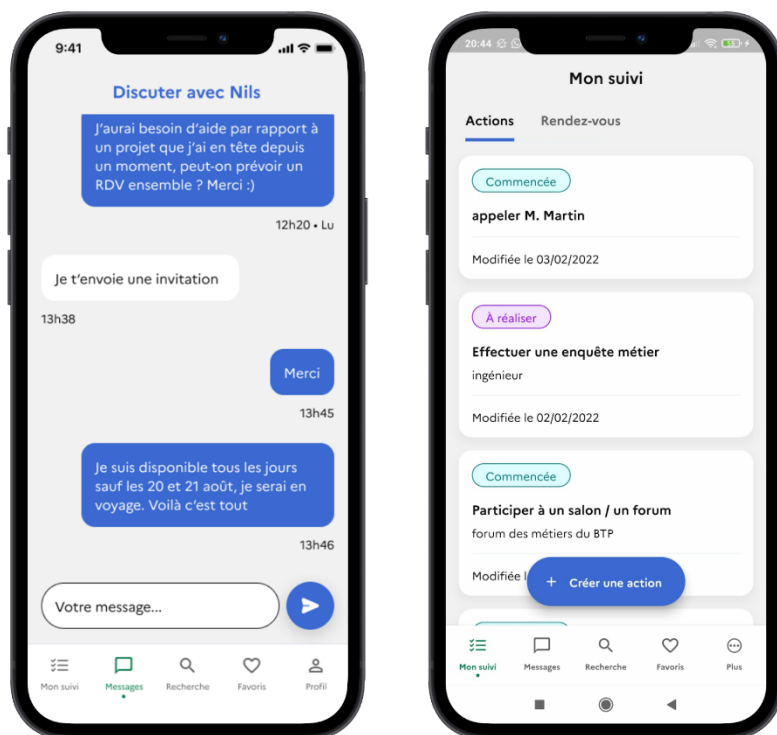 9:41
Discuter avec Nils
J'aurai besoin d'aide par rapport à
un projet que j'ai en tête depuis
un moment, peut-on prévoir un
RDV ensemble ? Merci :)
12h20 • Lu
Je t'envoie une invitation
13h38
Merci
13h45
Je suis disponible tous les jours
sauf les 20 et 21 août, je serai en
voyage. Voilà c'est tout
13h46
Votre message...
Mon suivi
Messages
Recherche
Favoris
Profil
20:44
Mon suivi
Actions
Rendez-vous
Commencée
appeler M. Martin
Modifiée le 03/02/2022
À réaliser
Effectuer une enquête métier
ingénieur
Modifiée le 02/02/2022
Commencée
Participer à un salon / un forum
forum des métiers du BTP
Modifiée
+ Créer une action
Mon suivi
Messages
Recherche
Favoris
Plus